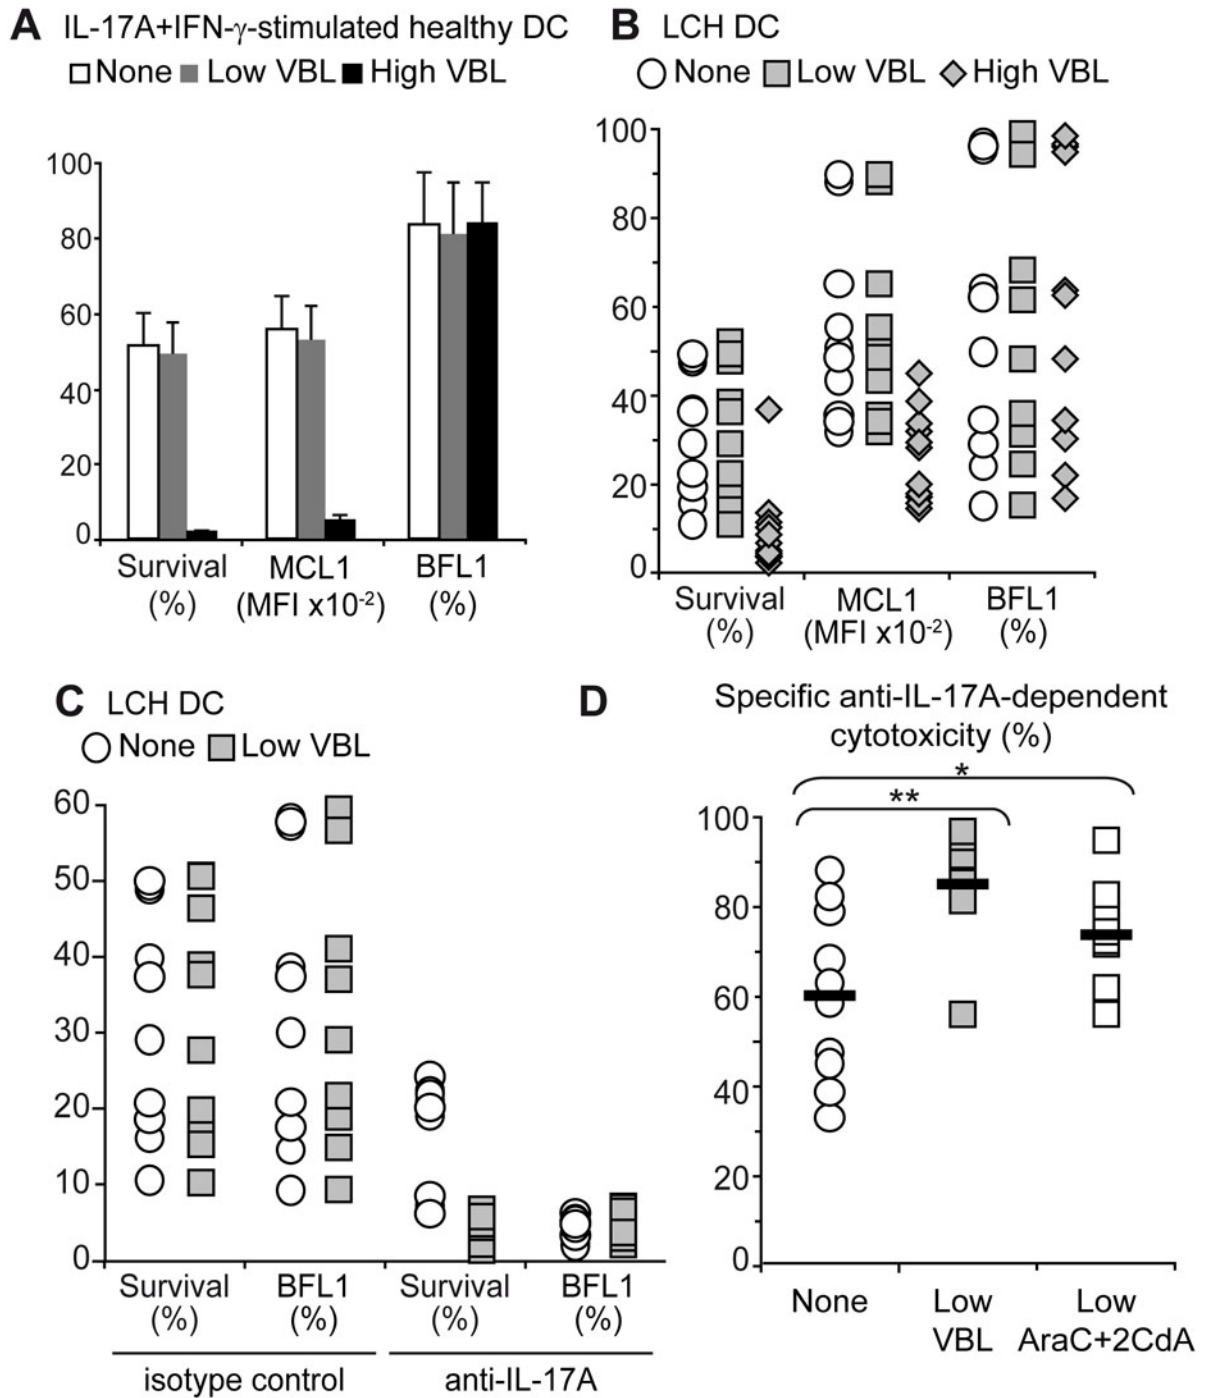 A IL-17A+IFN-γ-stimulated healthy DC
None Low VBL High VBL
100
80
60
40
20
0
Survival MCL1 BFL1
(%) (MFI x10-2) (%)
B LCH DC
None Low VBL High VBL
100
80
60
40
20
0
Survival MCL1 BFL1
(%) (MFI x10-2) (%)
C LCH DC
None Low VBL
60
50
40
30
20
10
0
Survival BFL1 Survival BFL1
(%) (%) (%) (%)
isotype control anti-IL-17A
D Specific anti-IL-17A-dependent
cytotoxicity (%)
*
**
100
80
60
40
20
0
None Low Low
VBL AraC+2CdA